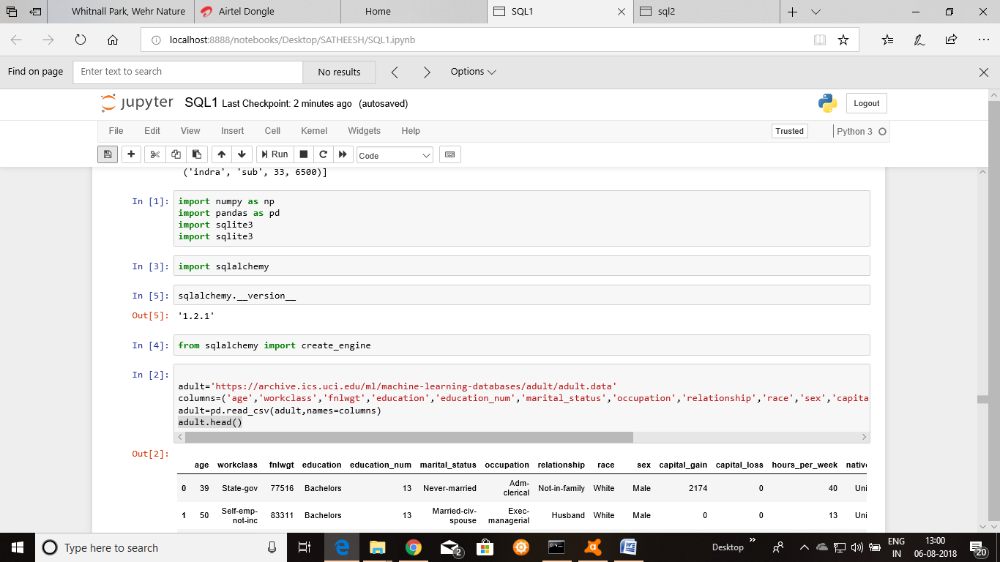 Whitnall Park, Wehr Nature
Airtel Dongle
Home
SQL1
sql2
localhost:8888/notebooks/Desktop/SATHEESH/SQL1.ipynb
Find on page
Enter text to search
No results
Options
jupyter SQL1 Last Checkpoint: 2 minutes ago (autosaved)
Logout
File Edit View Insert Cell Kernel Widgets Help
Trusted
Python 3
Run
Code
('indra', 'sub', 33, 6500)]
In [1]: import numpy as np
import pandas as pd
import sqlite3
import sqlite3
In [3]: import sqlalchemy
In [5]: sqlalchemy.__version__
Out[5]: '1.2.1'
In [4]: from sqlalchemy import create_engine
In [2]:
adult='https://archive.ics.uci.edu/ml/machine-learning-databases/adult/adult.data'
columns=('age','workclass','fnlwgt','education','education_num','marital_status','occupation','relationship','race','sex','capita
adult=pd.read_csv(adult,names=columns)
adult.head()
Out[2]:
age workclass fnlwgt education education_num marital_status occupation relationship race sex capital_gain capital_loss hours_per_week native
0 39 State-gov 77516 Bachelors 13 Never-married Adm-clerical Not-in-family White Male 2174 0 40 Uni
1 50 Self-emp-not-inc 83311 Bachelors 13 Married-civ-spouse Exec-managerial Husband White Male 0 0 13 Uni
Type here to search
2
Desktop
ENG
IN
13:00
06-08-2018
20